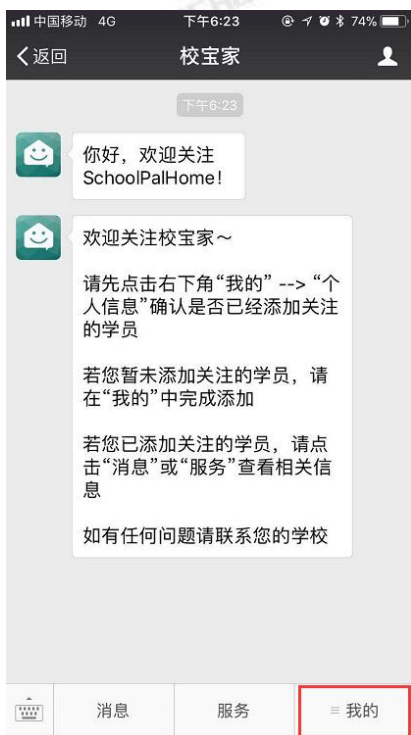 中国移动 4G 下午6:23 74%
返回 校宝家
下午6:23
你好，欢迎关注
SchoolPalHome!
欢迎关注校宝家～
请先点击右下角“我的” --> “个
人信息”确认是否已经添加关注
的学员
若您暂未添加关注的学员，请
在“我的”中完成添加
若您已添加关注的学员，请点
击“消息”或“服务”查看相关信
息
如有任何问题请联系您的学校
消息 服务 我的